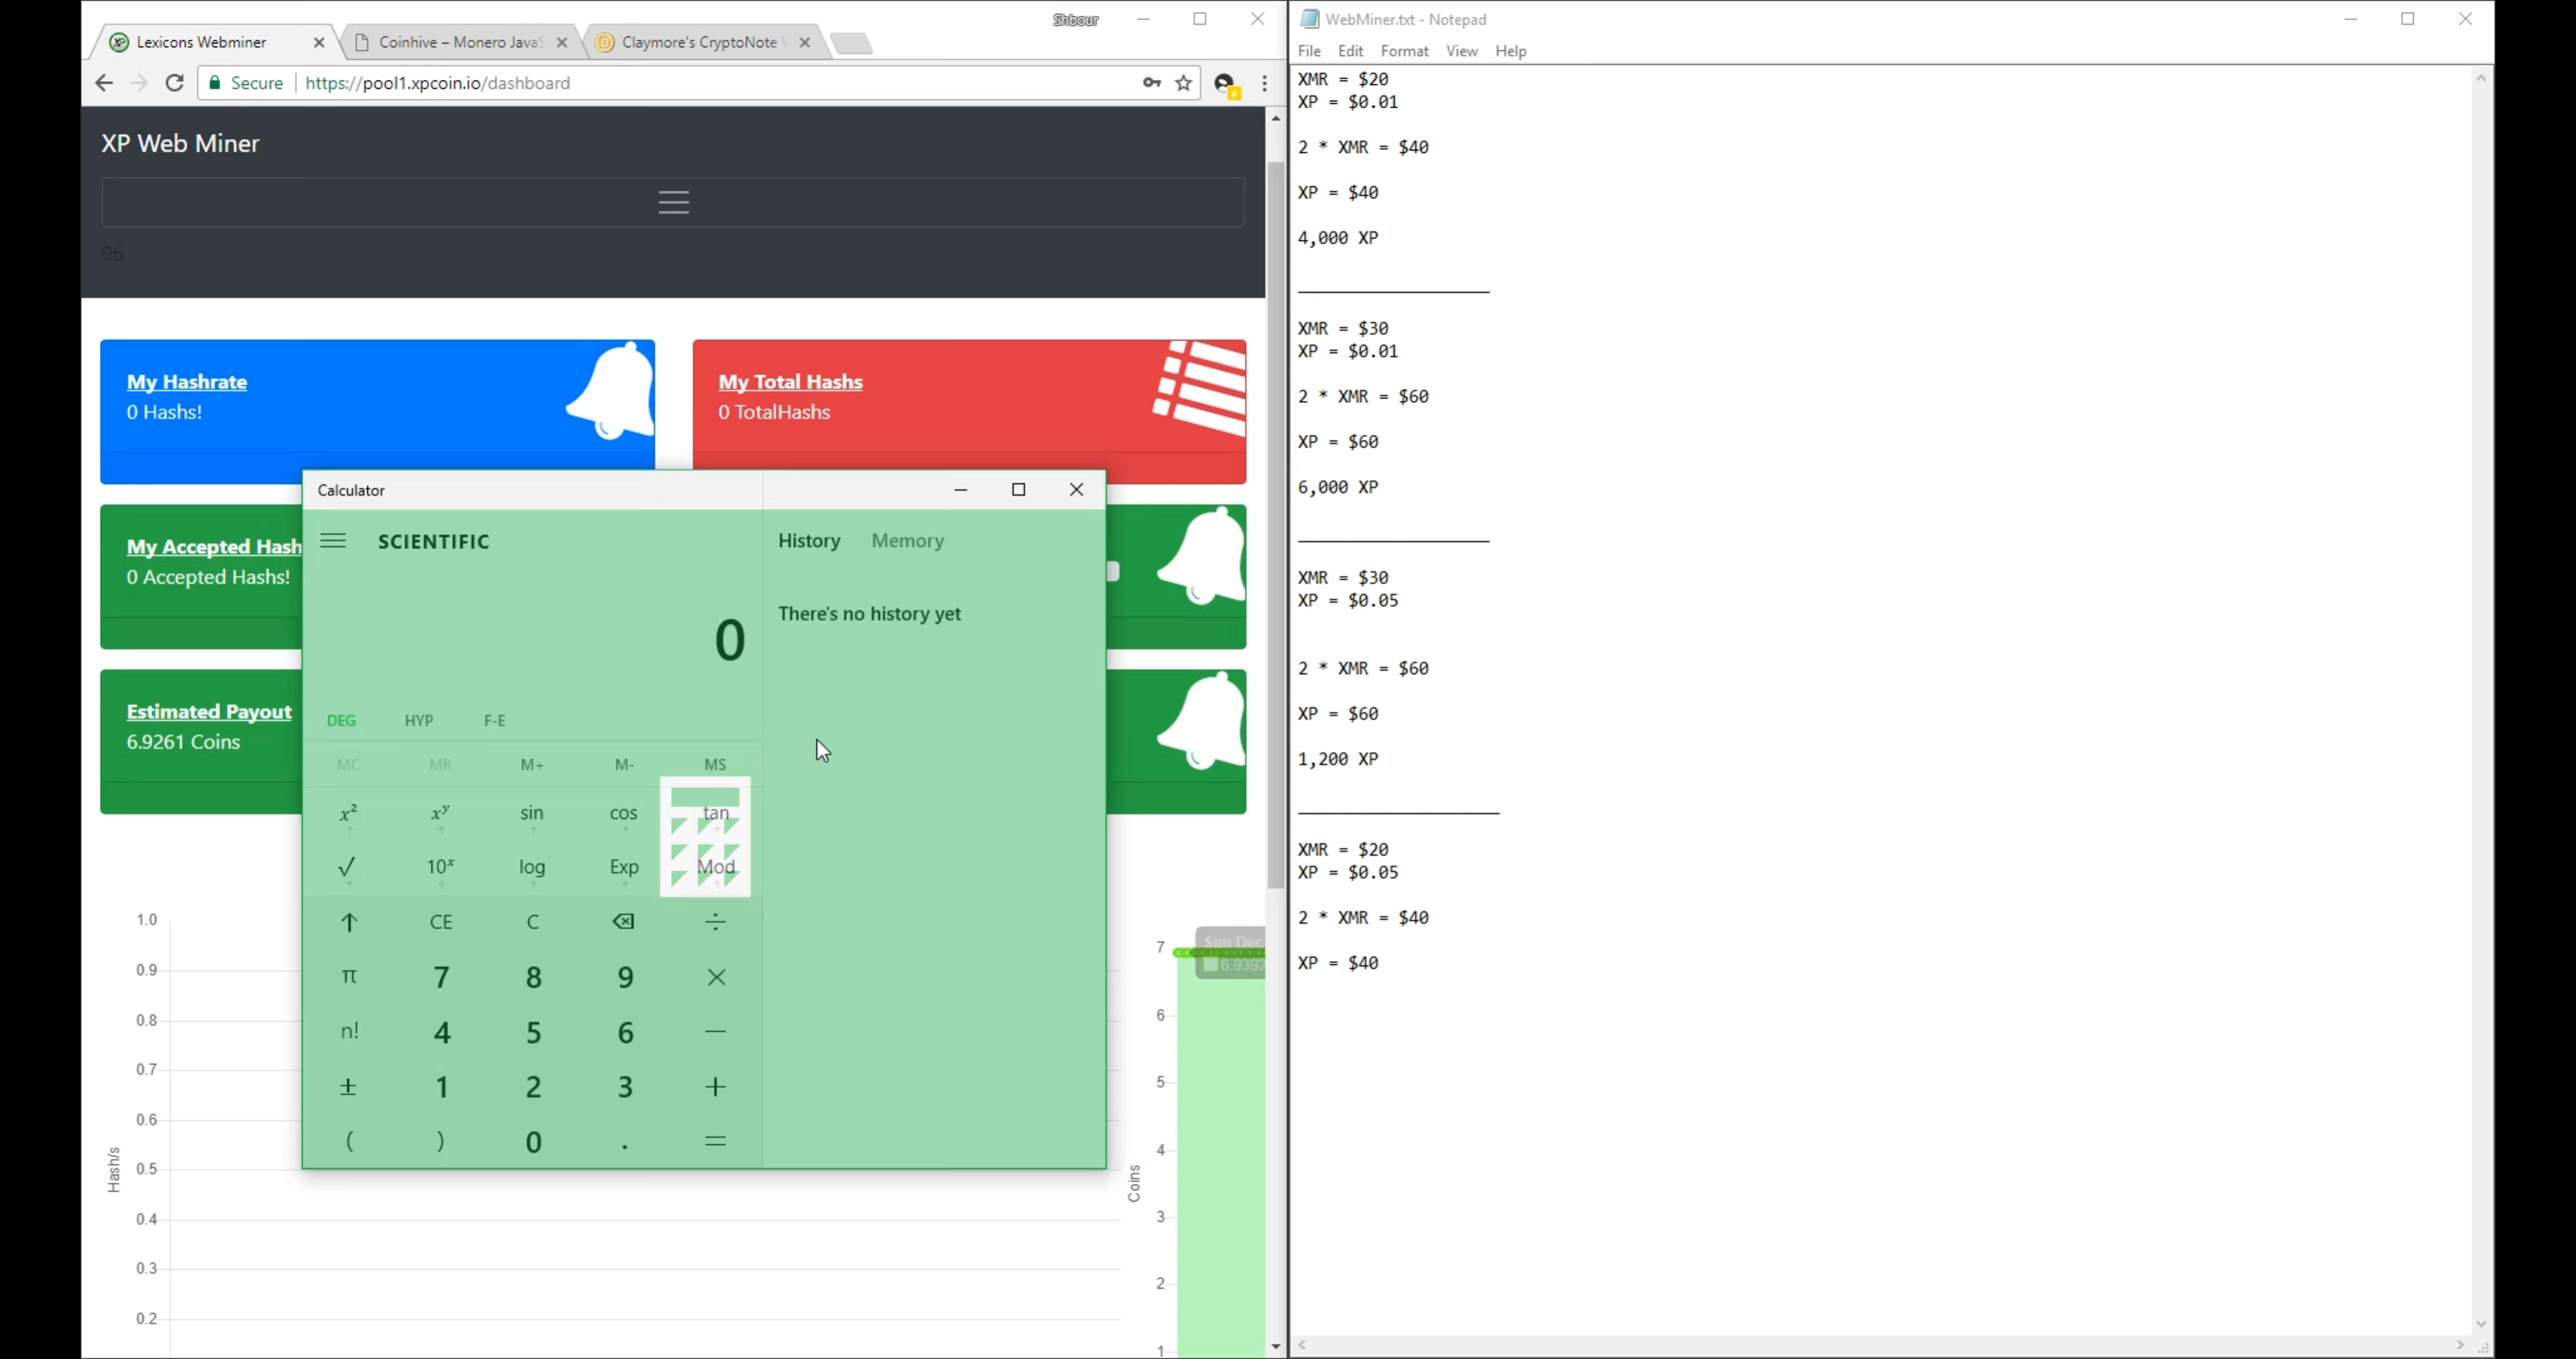 Shbour
Lexicons Webminer
Coinhive – Monero JavaS
Claymore's CryptoNote
Secure
https://pool1.xpcoin.io/dashboard
XP Web Miner
96
My Hashrate
0 Hashs!
My Total Hashs
0 TotalHashs
My Accepted Hash
0 Accepted Hashs!
Estimated Payout
6.9261 Coins
Calculator
SCIENTIFIC
History Memory
There's no history yet
0
DEG HYP F-E
MC MR M+ M- MS
x² xʸ sin cos tan
√ 10ˣ log Exp Mod
↑ CE C ÷
π 7 8 9 ×
n! 4 5 6 −
± 1 2 3 +
( ) 0 . =
1.0
0.9
0.8
0.7
0.6
0.5
0.4
0.3
0.2
Hash/s
7
6
5
4
3
2
1
Coins
Sun Dec
6.9392
WebMiner.txt - Notepad
File Edit Format View Help
XMR = $20
XP = $0.01
2 * XMR = $40
XP = $40
4,000 XP
XMR = $30
XP = $0.01
2 * XMR = $60
XP = $60
6,000 XP
XMR = $30
XP = $0.05
2 * XMR = $60
XP = $60
1,200 XP
XMR = $20
XP = $0.05
2 * XMR = $40
XP = $40